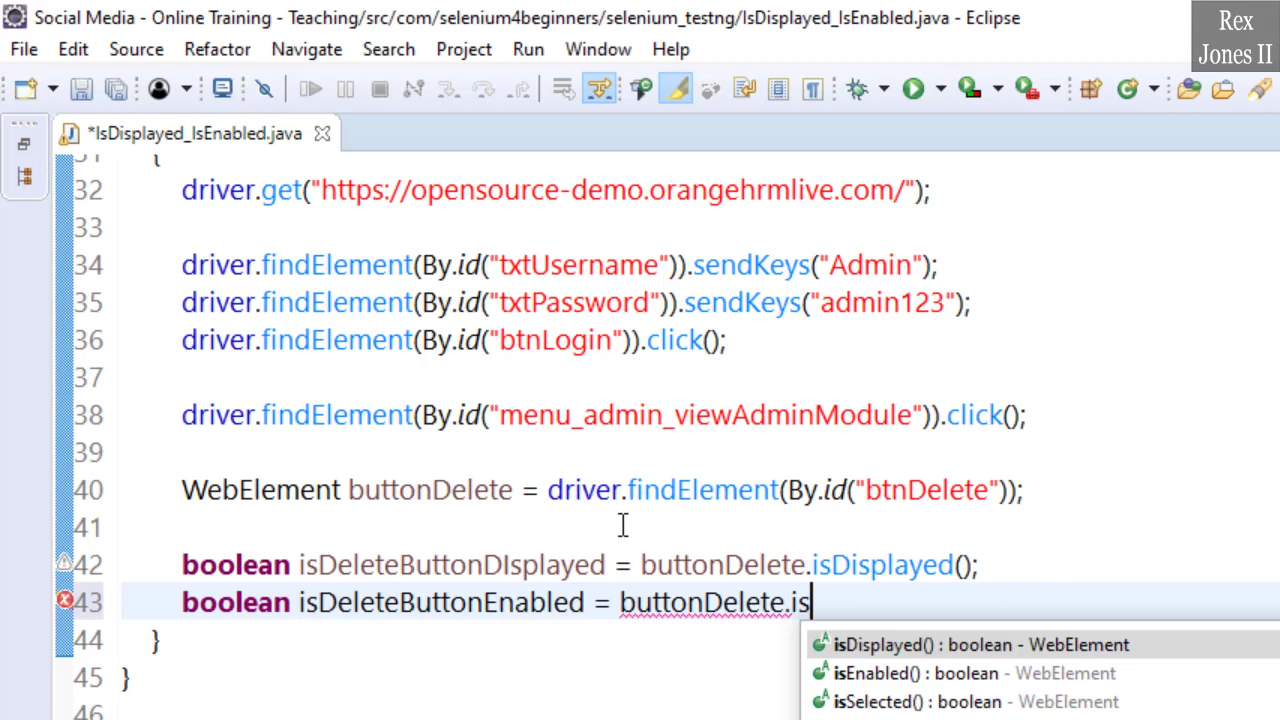 Social Media - Online Training - Teaching/src/com/selenium4beginners/selenium_testng/IsDisplayed_IsEnabled.java - Eclipse
Rex
Jones II
File Edit Source Refactor Navigate Search Project Run Window Help
*IsDisplayed_IsEnabled.java
31 {
32 driver.get("https://opensource-demo.orangehrmlive.com/");
33
34 driver.findElement(By.id("txtUsername")).sendKeys("Admin");
35 driver.findElement(By.id("txtPassword")).sendKeys("admin123");
36 driver.findElement(By.id("btnLogin")).click();
37
38 driver.findElement(By.id("menu_admin_viewAdminModule")).click();
39
40 WebElement buttonDelete = driver.findElement(By.id("btnDelete"));
41
42 boolean isDeleteButtonDIsplayed = buttonDelete.isDisplayed();
43 boolean isDeleteButtonEnabled = buttonDelete.is
isDisplayed() : boolean - WebElement
isEnabled() : boolean - WebElement
isSelected() : boolean - WebElement
44 }
45 }
46